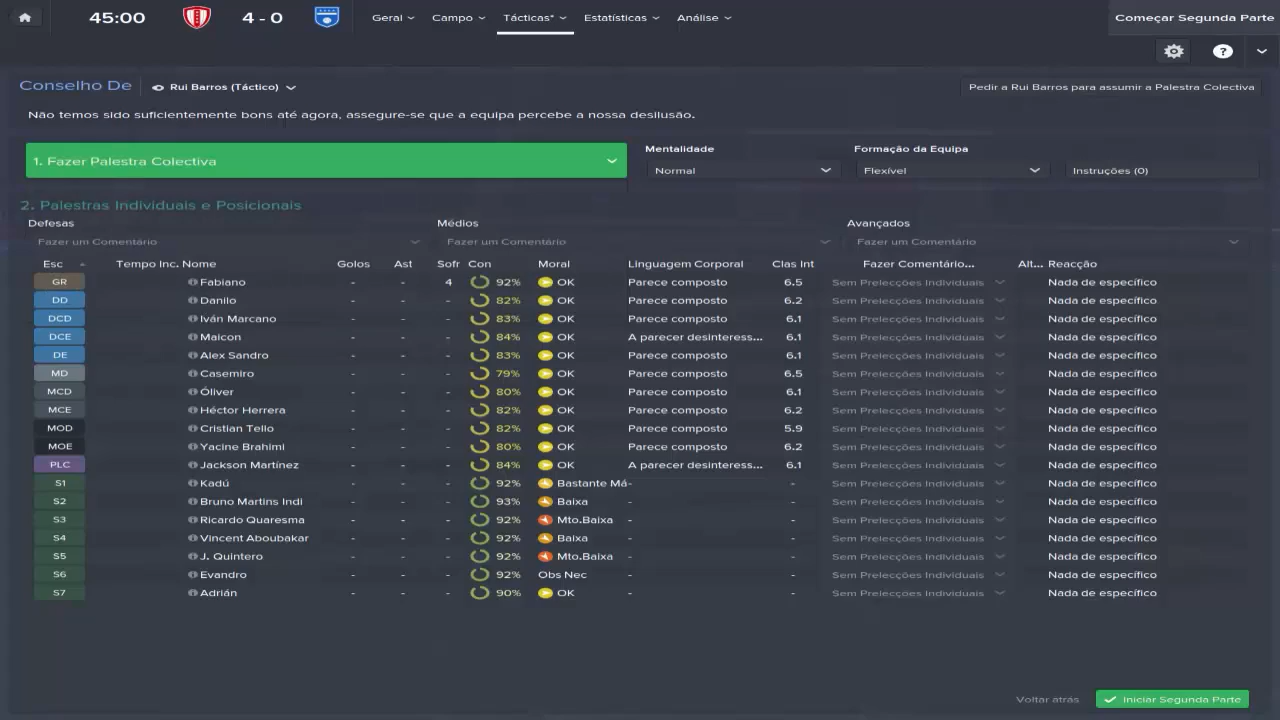 45:00 4 - 0 Geral Campo Tácticas* Estatísticas Análise Começar Segunda Parte
?
Conselho De Rui Barros (Táctico) Pedir a Rui Barros para assumir a Palestra Colectiva
Não temos sido suficientemente bons até agora, assegure-se que a equipa percebe a nossa desilusão.
Mentalidade Formação da Equipa
1. Fazer Palestra Colectiva Normal Flexível Instruções (0)
2. Palestras Individuais e Posicionais
Defesas Médios Avançados
Fazer um Comentário Fazer um Comentário Fazer um Comentário
Esc Tempo Inc. Nome Golos Ast Sofr Con Moral Linguagem Corporal Clas Int Fazer Comentário... Alt... Reacção
GR Fabiano - - 4 92% OK Parece composto 6.5 Sem Prelecções Individuais Nada de específico
DD Danilo - - - 82% OK Parece composto 6.2 Sem Prelecções Individuais Nada de específico
DCD Iván Marcano - - - 83% OK Parece composto 6.1 Sem Prelecções Individuais Nada de específico
DCE Maicon - - - 84% OK A parecer desinteress... 6.1 Sem Prelecções Individuais Nada de específico
DE Alex Sandro - - - 83% OK Parece composto 6.1 Sem Prelecções Individuais Nada de específico
MD Casemiro - - - 79% OK Parece composto 6.5 Sem Prelecções Individuais Nada de específico
MCD Óliver - - - 80% OK Parece composto 6.1 Sem Prelecções Individuais Nada de específico
MCE Héctor Herrera - - - 82% OK Parece composto 6.2 Sem Prelecções Individuais Nada de específico
MOD Cristian Tello - - - 82% OK Parece composto 5.9 Sem Prelecções Individuais Nada de específico
MOE Yacine Brahimi - - - 80% OK Parece composto 6.2 Sem Prelecções Individuais Nada de específico
PLC Jackson Martínez - - - 84% OK A parecer desinteress... 6.1 Sem Prelecções Individuais Nada de específico
S1 Kadú - - - 92% Bastante Má- - Sem Prelecções Individuais Nada de específico
S2 Bruno Martins Indi - - - 93% Baixa - - Sem Prelecções Individuais Nada de específico
S3 Ricardo Quaresma - - - 92% Mto.Baixa - - Sem Prelecções Individuais Nada de específico
S4 Vincent Aboubakar - - - 92% Baixa - - Sem Prelecções Individuais Nada de específico
S5 J. Quintero - - - 92% Mto.Baixa - - Sem Prelecções Individuais Nada de específico
S6 Evandro - - - 92% Obs Nec - - Sem Prelecções Individuais Nada de específico
S7 Adrián - - - 90% OK - - Sem Prelecções Individuais Nada de específico
Voltar atrás Iniciar Segunda Parte